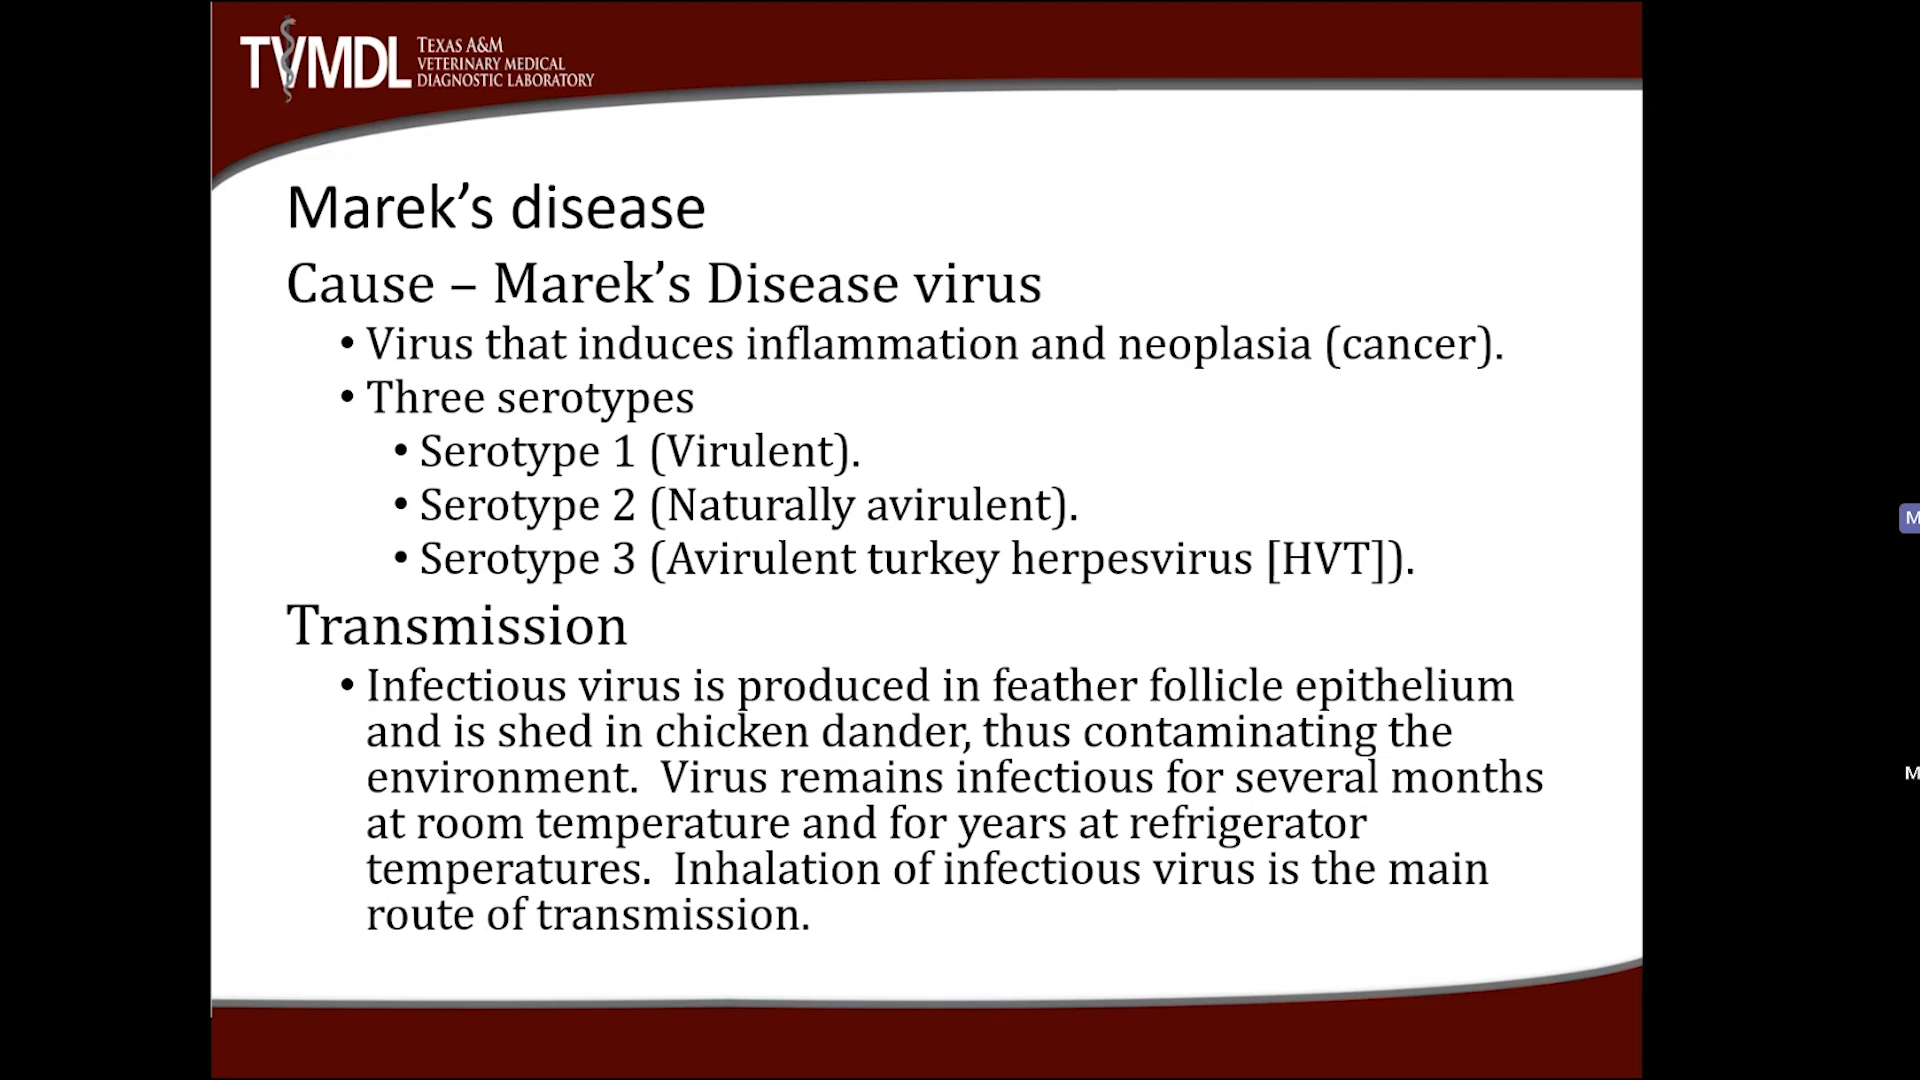 TVMDL
TEXAS A&M
VETERINARY MEDICAL
DIAGNOSTIC LABORATORY
Marek's disease
Cause – Marek's Disease virus
• Virus that induces inflammation and neoplasia (cancer).
• Three serotypes
• Serotype 1 (Virulent).
• Serotype 2 (Naturally avirulent).
• Serotype 3 (Avirulent turkey herpesvirus [HVT]).
Transmission
• Infectious virus is produced in feather follicle epithelium
and is shed in chicken dander, thus contaminating the
environment.  Virus remains infectious for several months
at room temperature and for years at refrigerator
temperatures.  Inhalation of infectious virus is the main
route of transmission.
M
M